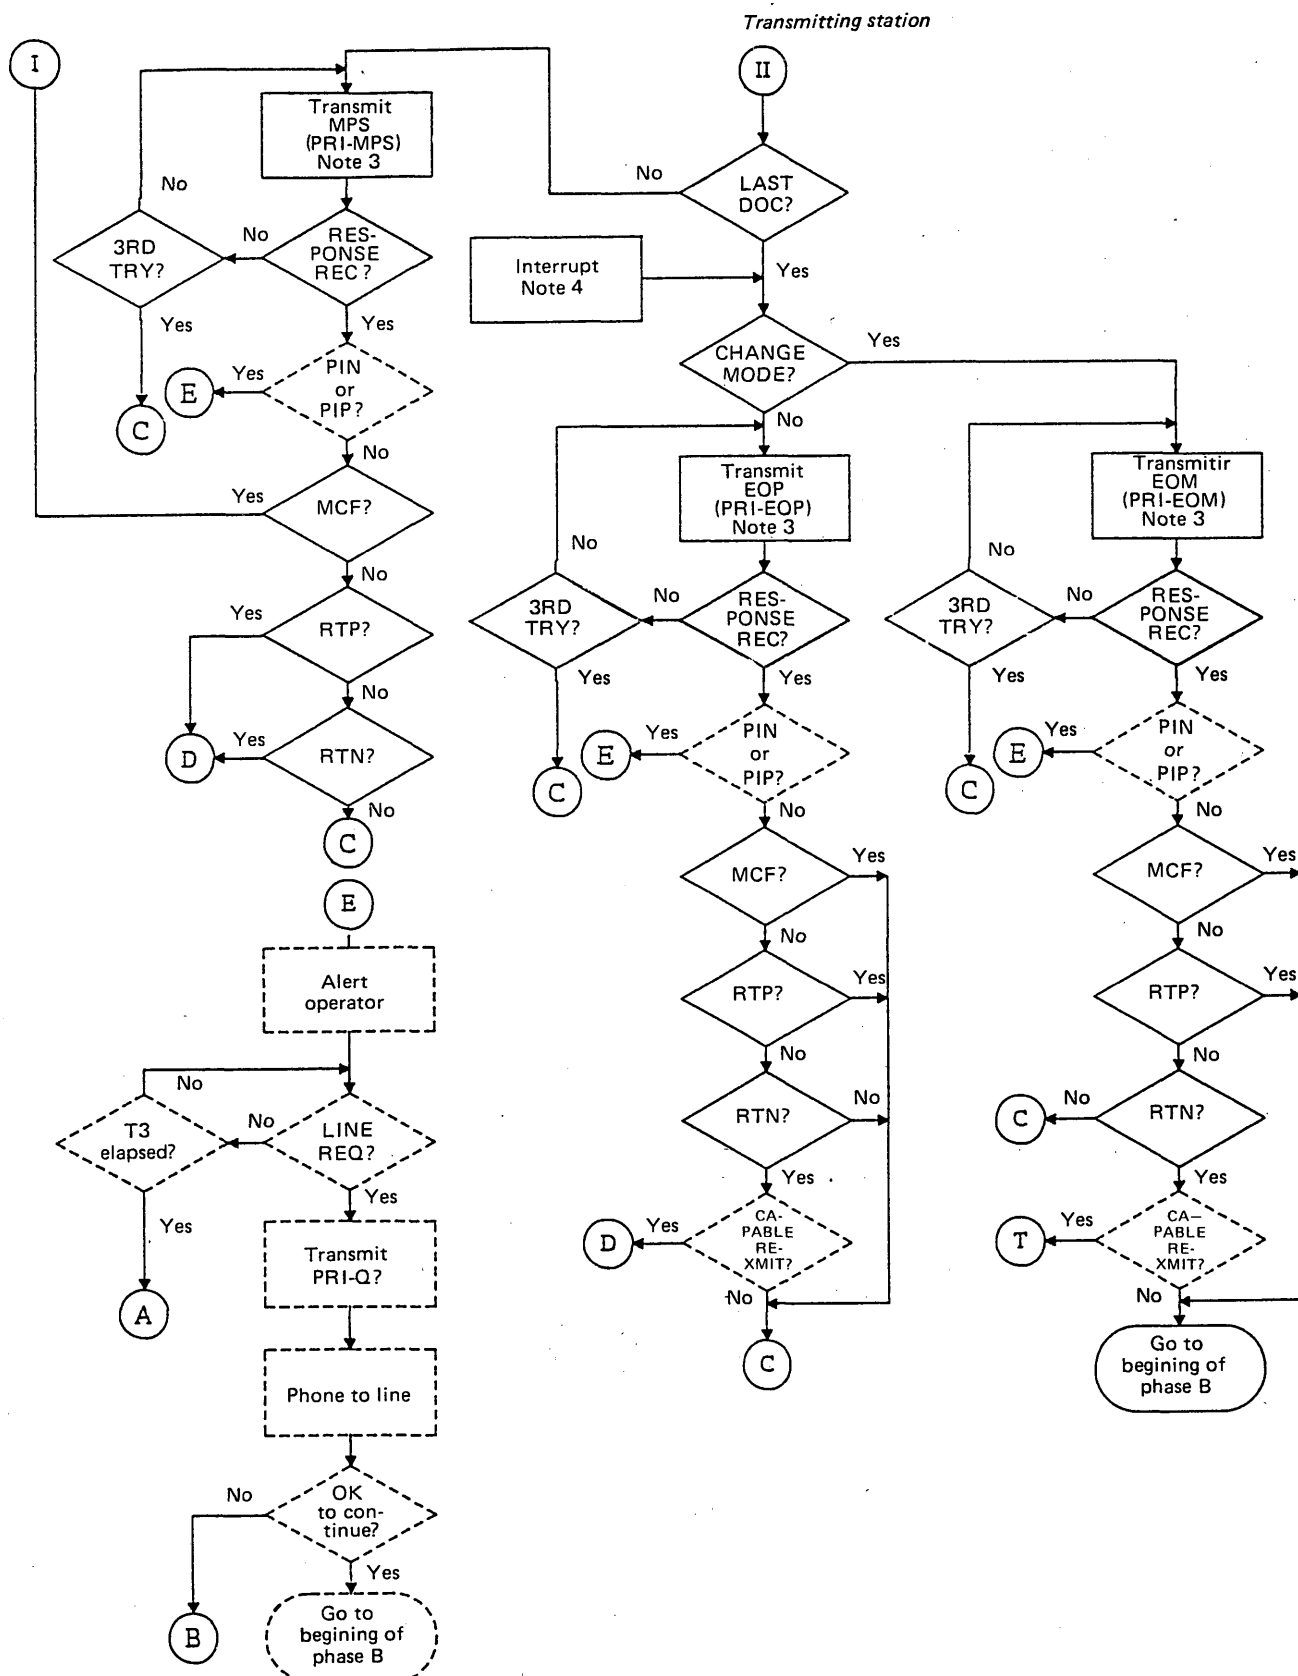 Transmitting station
I
II
Transmit
MPS
(PRI-MPS)
Note 3
No
No
LAST
DOC?
3RD
TRY?
No
RES-
PONSE
REC?
Interrupt
Note 4
Yes
Yes
Yes
CHANGE
MODE?
Yes
E
Yes
PIN
or
PIP?
C
No
No
Yes
MCF?
Transmit
EOP
(PRI-EOP)
Note 3
Transmitir
EOM
(PRI-EOM)
Note 3
No
No
No
Yes
RTP?
3RD
TRY?
No
RES-
PONSE
REC?
3RD
TRY?
No
RES-
PONSE
REC?
No
Yes
Yes
Yes
Yes
D
Yes
RTN?
E
Yes
PIN
or
PIP?
E
Yes
PIN
or
PIP?
C
C
No
No
No
C
MCF?
Yes
MCF?
Yes
E
No
No
Alert
operator
RTP?
Yes
RTP?
Yes
No
No
No
T3
elapsed?
No
LINE
REQ?
RTN?
No
C
No
RTN?
Yes
Yes
Yes
Yes
Transmit
PRI-Q?
D
Yes
CA-
PABLE
RE-
XMIT?
T
Yes
CA—
PABLE
RE-
XMIT?
A
No
No
C
Go to
begining of
phase B
Phone to line
No
OK
to con-
tinue?
Yes
B
Go to
begining of
phase B